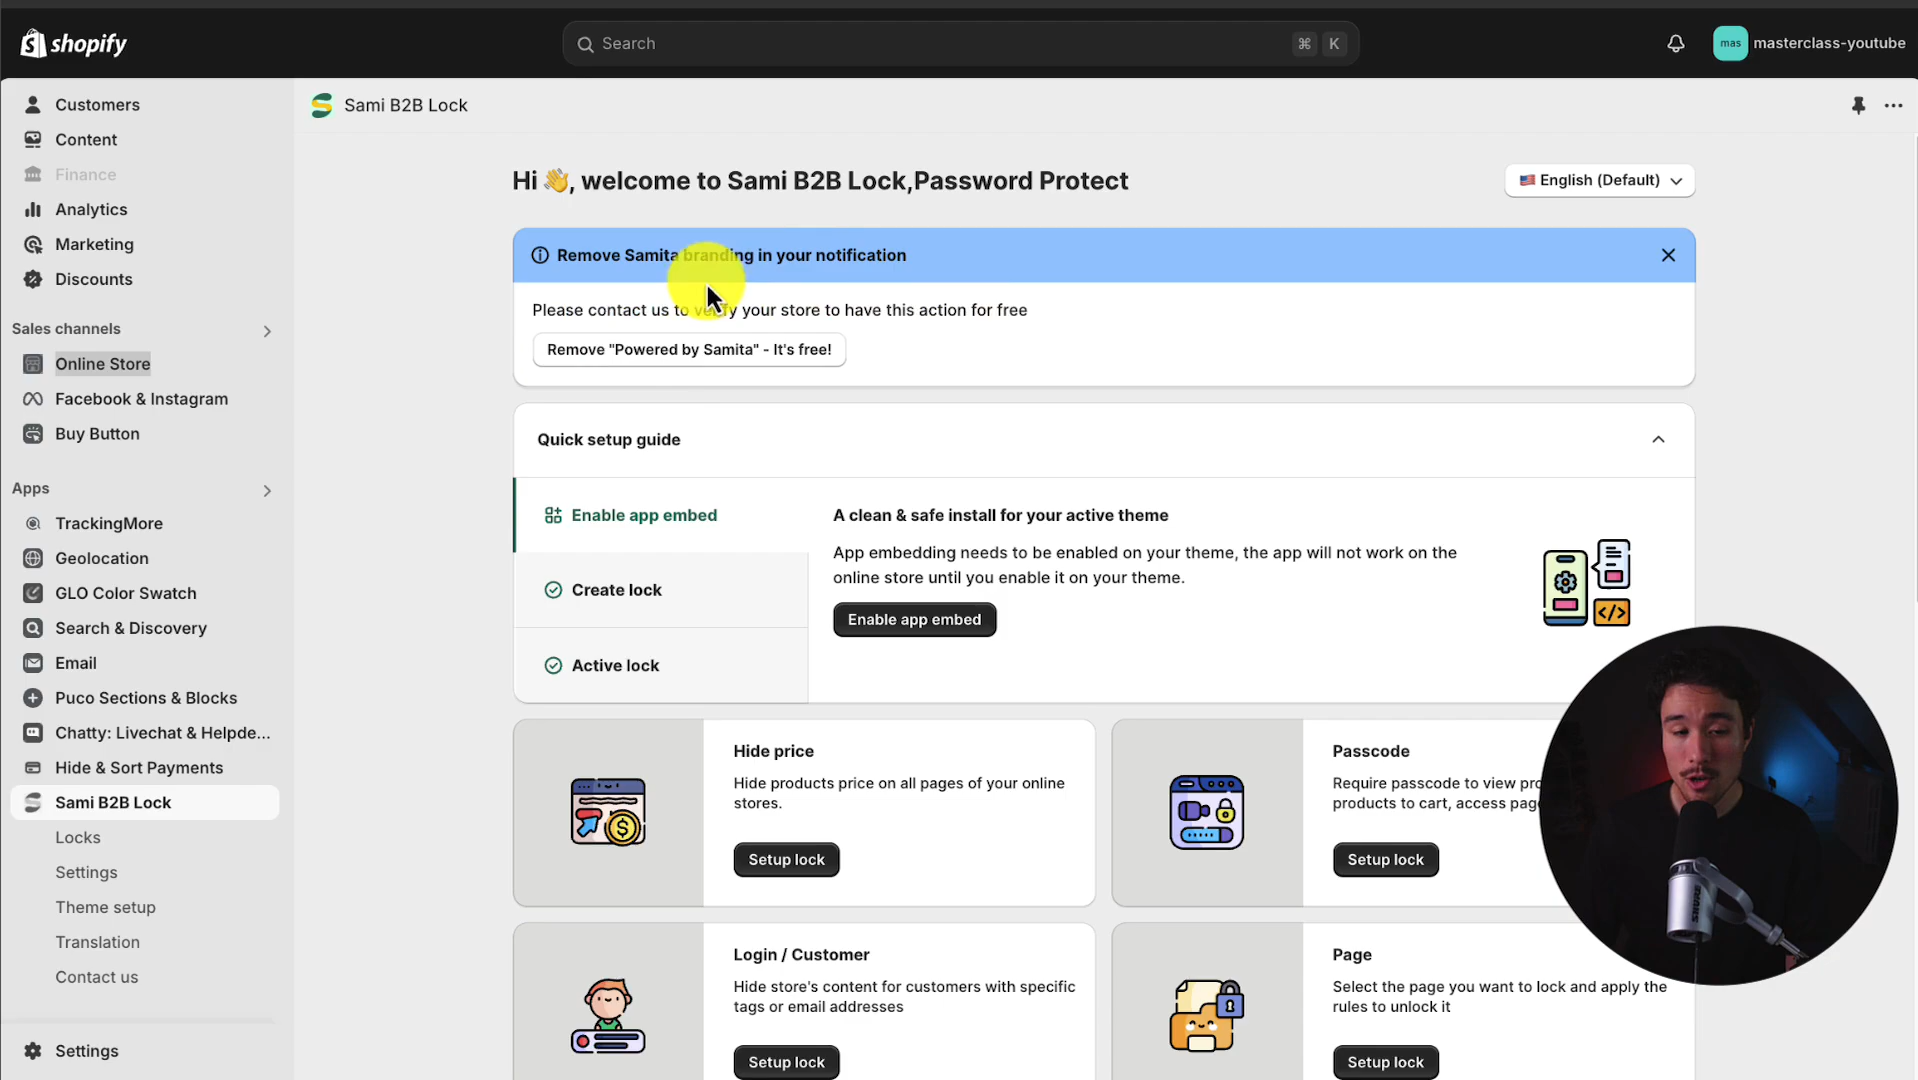 shopify
Search
⌘ K
mas
masterclass-youtube
Customers
Content
Finance
Analytics
Marketing
Discounts
Sales channels
Online Store
Facebook & Instagram
Buy Button
Apps
TrackingMore
Geolocation
GLO Color Swatch
Search & Discovery
Email
Puco Sections & Blocks
Chatty: Livechat & Helpde...
Hide & Sort Payments
Sami B2B Lock
Locks
Settings
Theme setup
Translation
Contact us
Settings
Sami B2B Lock
Hi 👋, welcome to Sami B2B Lock,Password Protect
English (Default)
Remove Samita branding in your notification
Please contact us to verify your store to have this action for free
Remove "Powered by Samita" - It's free!
Quick setup guide
Enable app embed
Create lock
Active lock
A clean & safe install for your active theme
App embedding needs to be enabled on your theme, the app will not work on the
online store until you enable it on your theme.
Enable app embed
Hide price
Hide products price on all pages of your online
stores.
Setup lock
Passcode
Require passcode to view
products to cart, access
Setup lock
Login / Customer
Hide store's content for customers with specific
tags or email addresses
Setup lock
Page
Select the page you want to lock and apply the
rules to unlock it
Setup lock